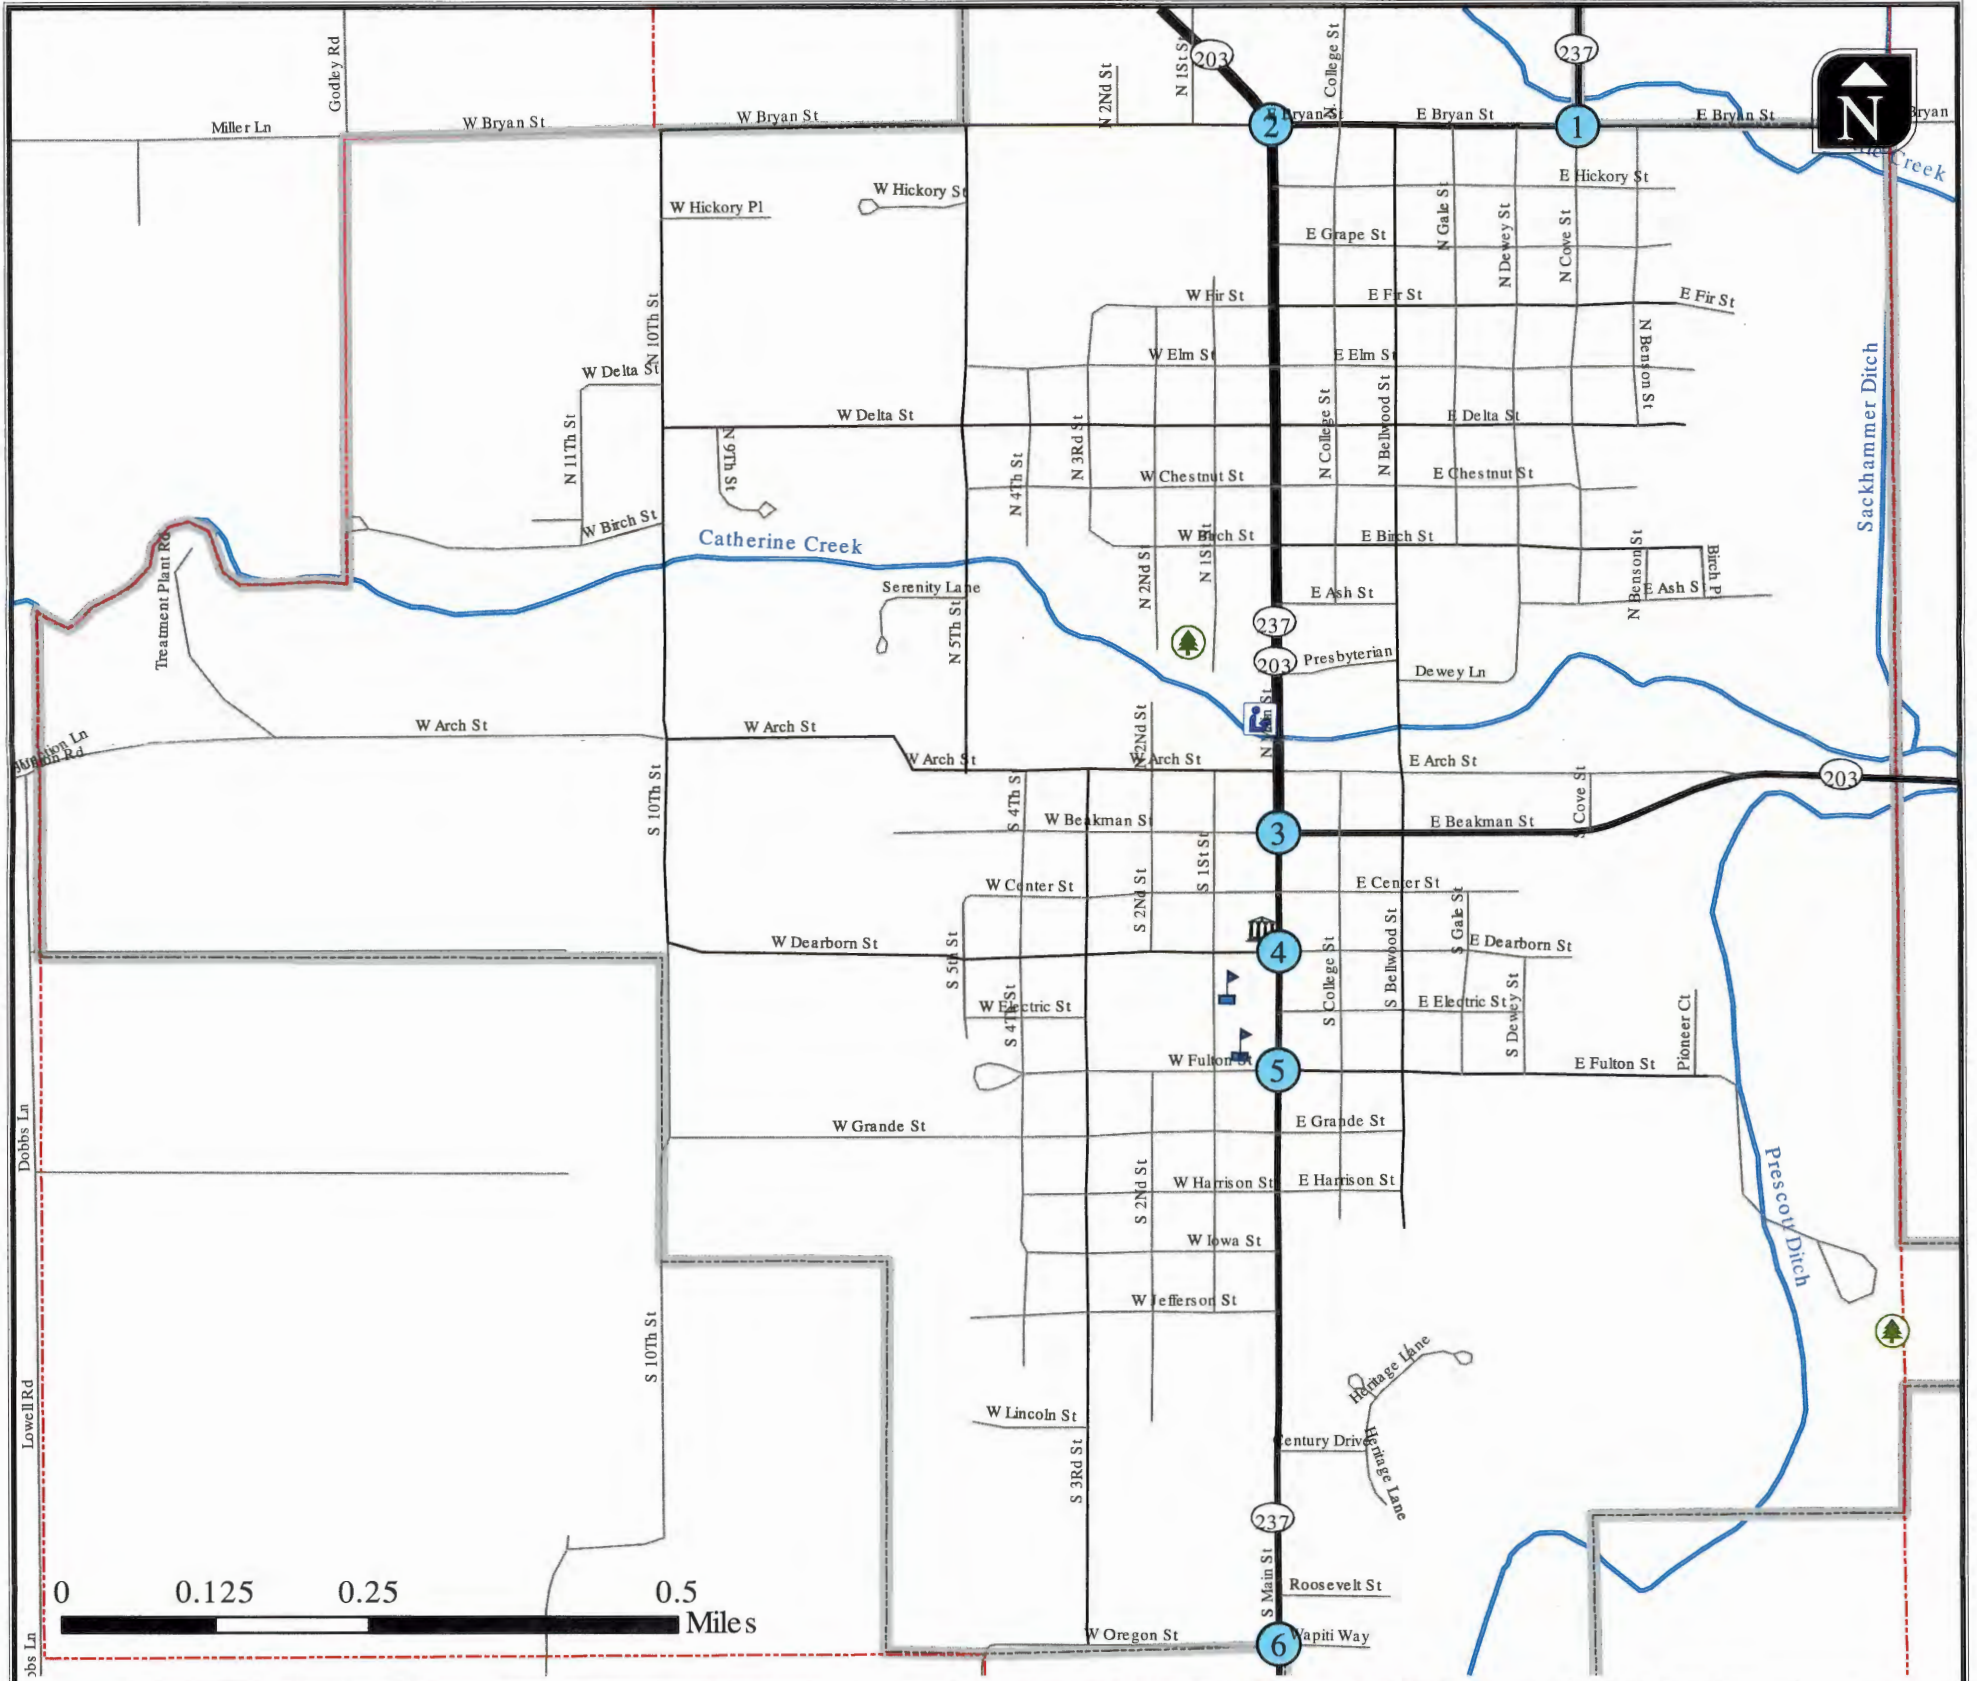 Godley Rd
N 2Nd St
N 1St St
203
N. College St
237
N
Miller Ln
W Bryan St
W Bryan St
2
E Bryan St
E Bryan St
1
E Bryan St
Bryan
Creek
W Hickory Pl
W Hickory St
E Hickory St
N Gale St
N Dewey St
N Cove St
E Grape St
N 10Th St
W Fir St
E Fir St
E Fir St
N Benson St
W Elm St
E Elm St
Sackhammer Ditch
W Delta St
W Delta St
E Delta St
N 11Th St
N 9Th St
N 4Th St
N 3Rd St
N College St
N Bellwood St
W Chestnut St
E Chestnut St
W Birch St
W Birch St
E Birch St
Catherine Creek
Treatment Plant Rd
Serenity Lane
N 5Th St
N 2Nd St
N 1St St
E Ash St
N Benson St
E Ash St
Birch Pl
237
203
Presbyterian
Dewey Ln
N Main St
W Arch St
W Arch St
W Arch St
N 2Nd St
W Arch St
E Arch St
203
S 10Th St
S 4Th St
W Beakman St
3
E Beakman St
S Cove St
S 1St St
W Center St
S 2Nd St
E Center St
W Dearborn St
S 5th St
4
S College St
S Bellwood St
S Gale St
E Dearborn St
W Electric St
S 4Th St
E Electric St
S Dewey St
Pioneer Ct
W Fulton St
5
E Fulton St
Dobbs Ln
W Grande St
E Grande St
S 2Nd St
W Harrison St
E Harrison St
Prescott Ditch
W Iowa St
W Jefferson St
S 10Th St
Heritage Lane
Lowell Rd
W Lincoln St
Century Drive
Heritage Lane
S 3Rd St
237
S Main St
Roosevelt St
0 0.125 0.25 0.5
Miles
W Oregon St
6
Wapiti Way